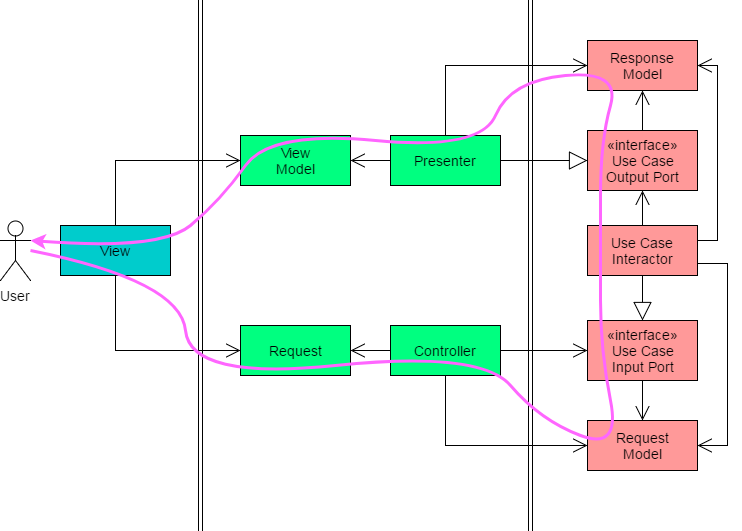 Response
Model
«interface»
Use Case
Output Port
View
Model
Presenter
Use Case
Interactor
View
User
Request
Controller
«interface»
Use Case
Input Port
Request
Model